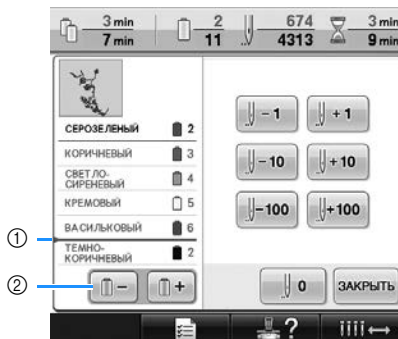 3 min 2 674 3 min
7 min 11 4313 9 min
СЕРОЗЕЛЕНЫЙ 2
КОРИЧНЕВЫЙ 3
СВЕТЛО-
СИРЕНЕВЫЙ 4
КРЕМОВЫЙ 5
ВАСИЛЬКОВЫЙ 6
ТЕМНО-
КОРИЧНЕВЫЙ 2
①
②
− +
−1 +1
−10 +10
−100 +100
0 ЗАКРЫТЬ
?